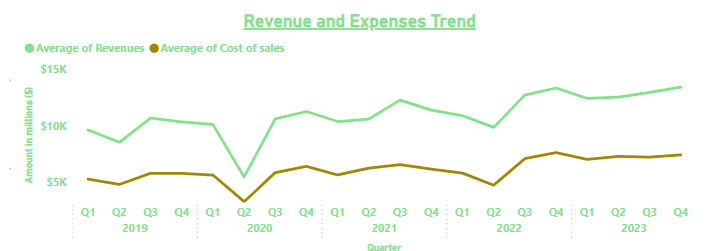 Revenue and Expenses Trend
Average of Revenues Average of Cost of sales
$15K
$10K
$5K
Amount in millions ($)
Q1 Q2 Q3 Q4 Q1 Q2 Q3 Q4 Q1 Q2 Q3 Q4 Q1 Q2 Q3 Q4 Q1 Q2 Q3 Q4
2019 2020 2021 2022 2023
Quarter